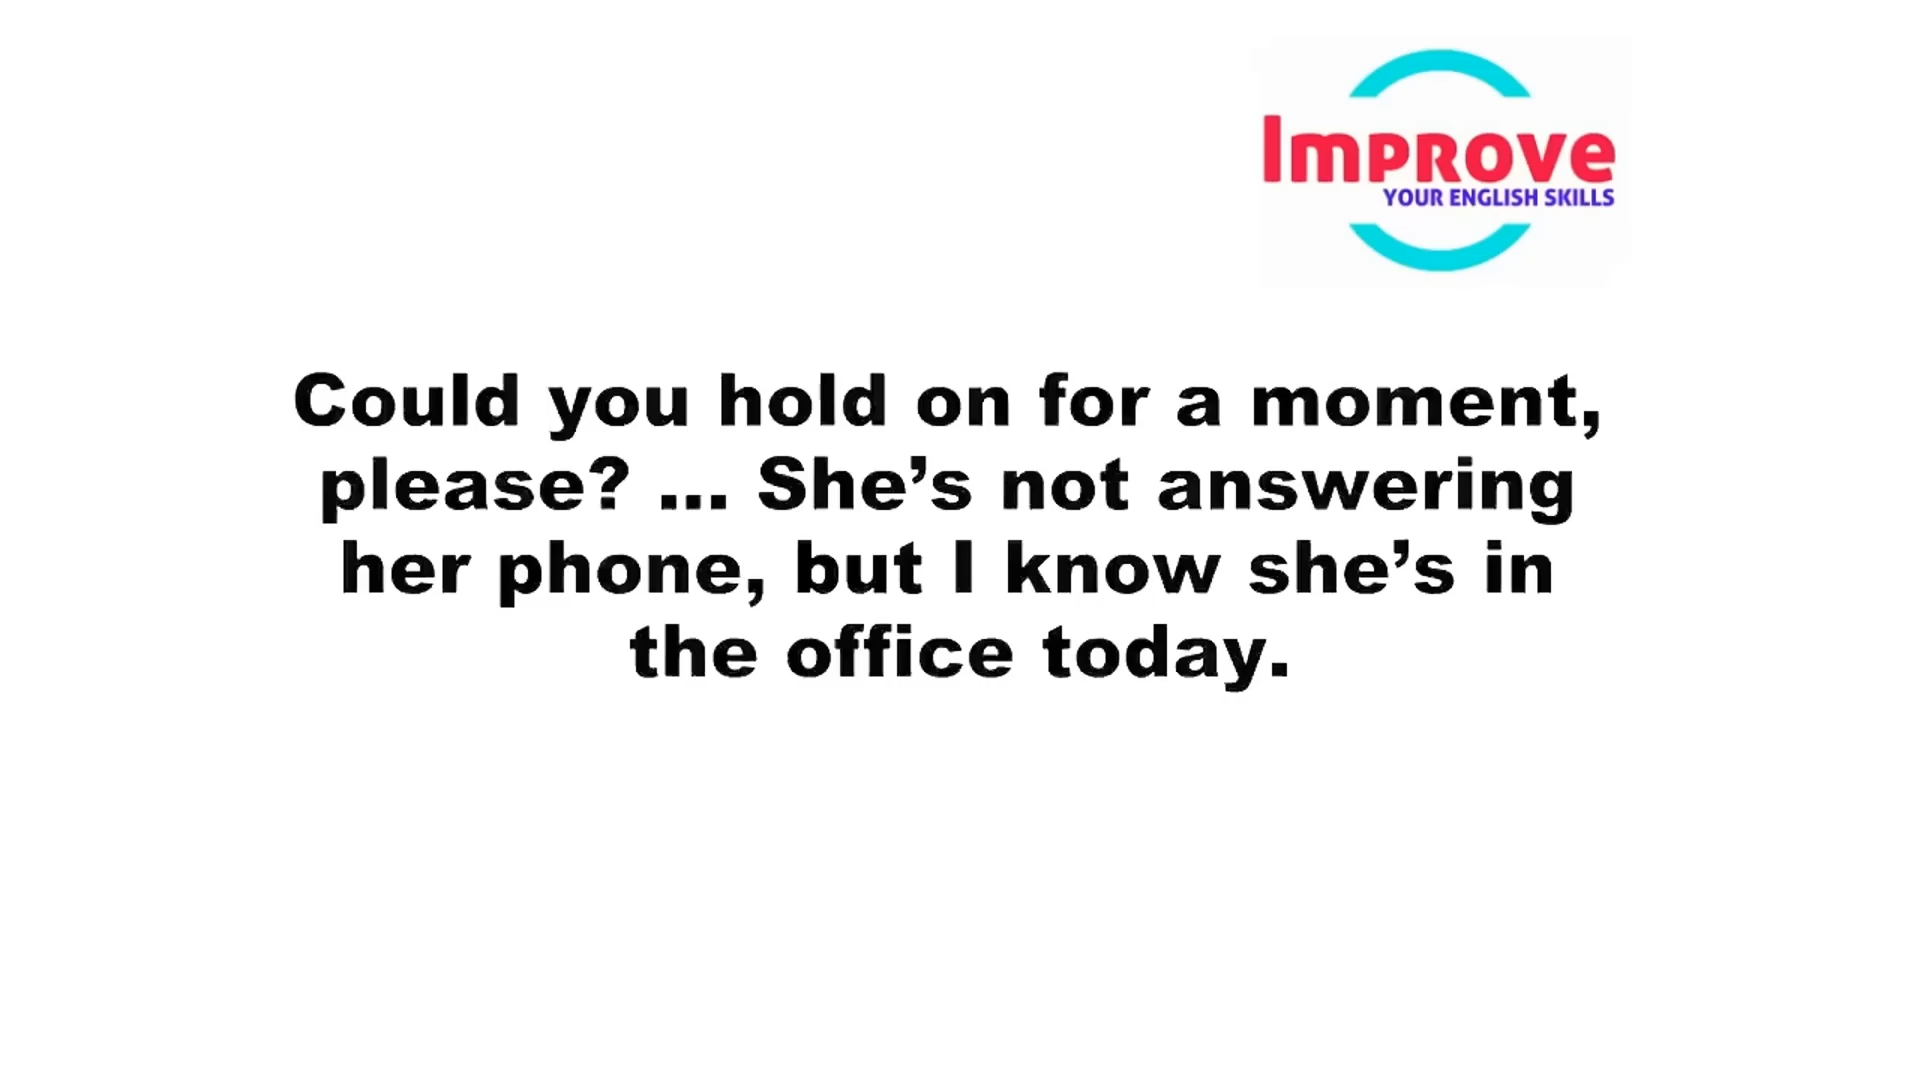 Improve
YOUR ENGLISH SKILLS
Could you hold on for a moment,
please? ... She’s not answering
her phone, but I know she’s in
the office today.